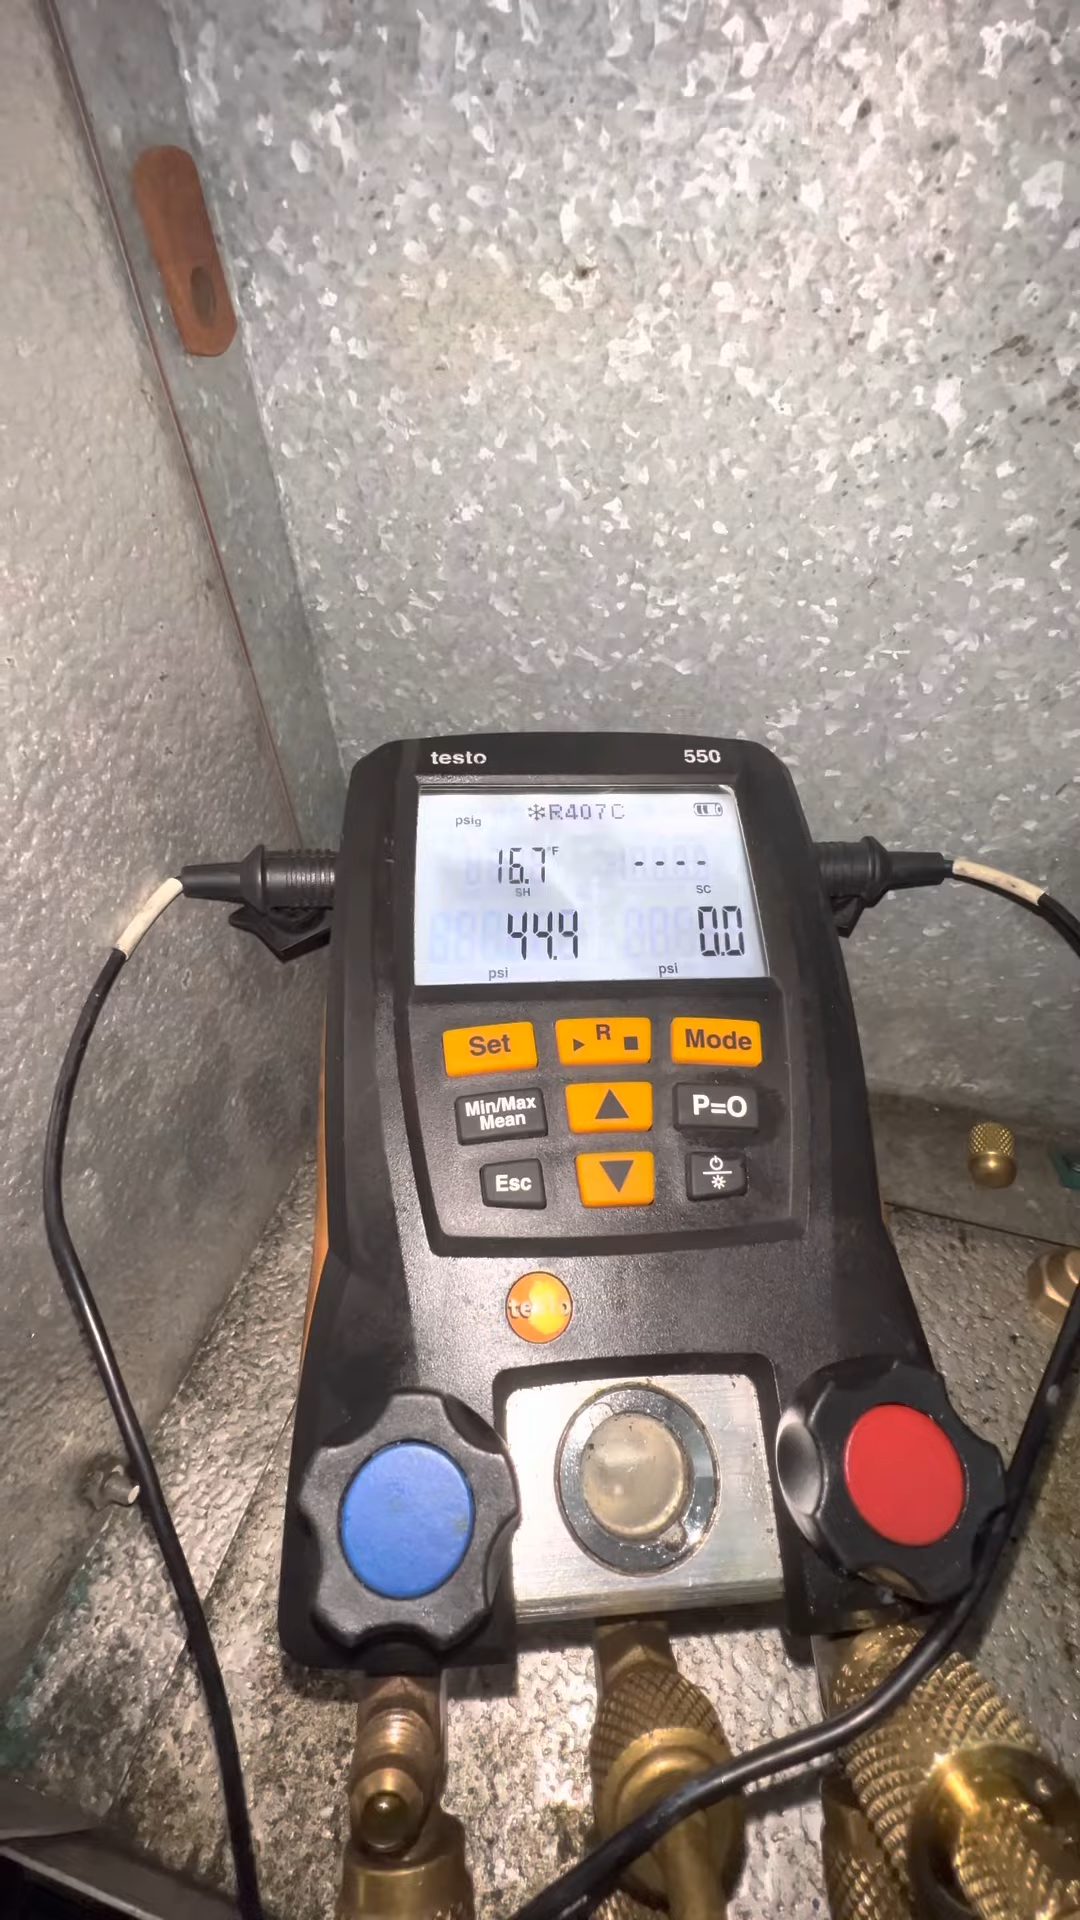 testo 550
psig ❄R407C
16.7°F ----
SH SC
44.9 0.0
psi psi
Set ▶ R ■ Mode
Min/Max
Mean
▲ P=O
Esc ▼
testo